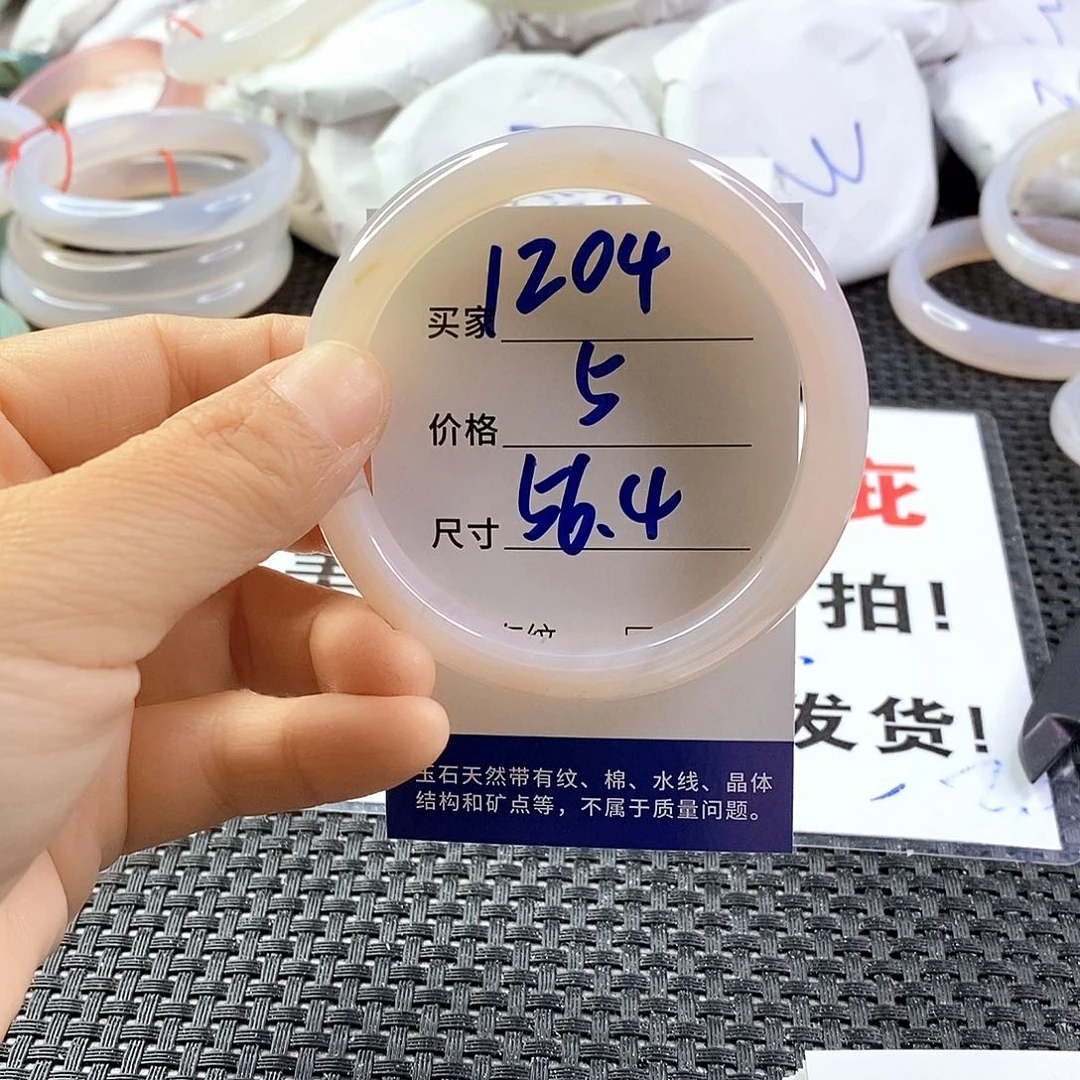 买家 1204
价格 5
尺寸 56.4
玉石天然带有纹、棉、水线、晶体
结构和矿点等，不属于质量问题。
疵
拍!
发货!